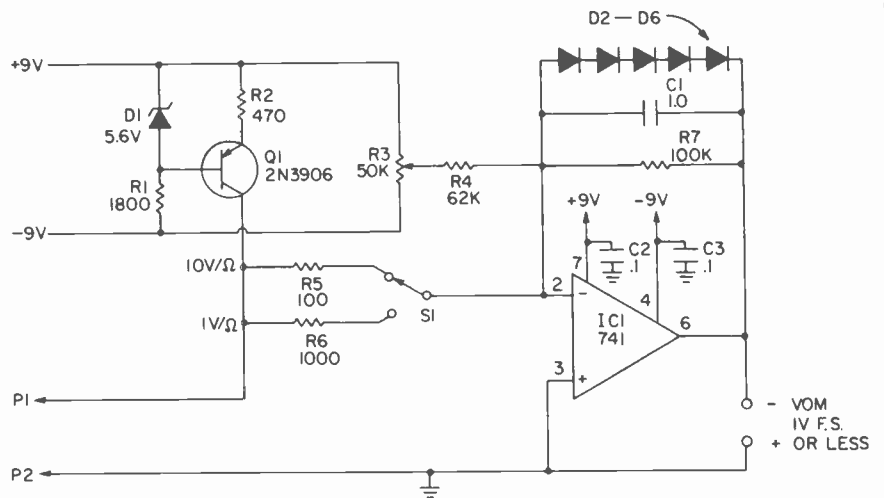 D2 — D6
+9V
D1
5.6V
R2
470
Q1
2N3906
R1
1800
-9V
R3
50K
R4
62K
C1
1.0
R7
100K
+9V
-9V
C2
.1
C3
.1
10V/Ω
R5
100
S1
1V/Ω
R6
1000
7
2
-
4
IC1
741
6
3
+
P1
P2
- VOM
1V F.S.
+ OR LESS